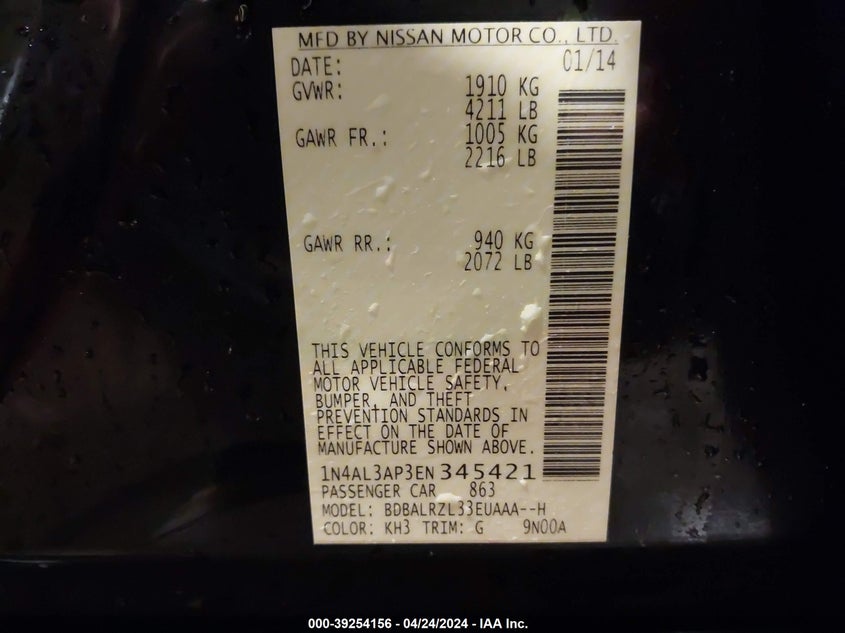 MFD BY NISSAN MOTOR CO., LTD.
DATE: 01/14
GVWR: 1910 KG
4211 LB
GAWR FR.: 1005 KG
2216 LB
GAWR RR.: 940 KG
2072 LB
THIS VEHICLE CONFORMS TO
ALL APPLICABLE FEDERAL
MOTOR VEHICLE SAFETY,
BUMPER, AND THEFT
PREVENTION STANDARDS IN
EFFECT ON THE DATE OF
MANUFACTURE SHOWN ABOVE.
1N4AL3AP3EN345421
PASSENGER CAR 863
MODEL: BDBALRZL33EUAAA--H
COLOR: KH3 TRIM: G 9N00A
000-39254156 - 04/24/2024 - IAA Inc.